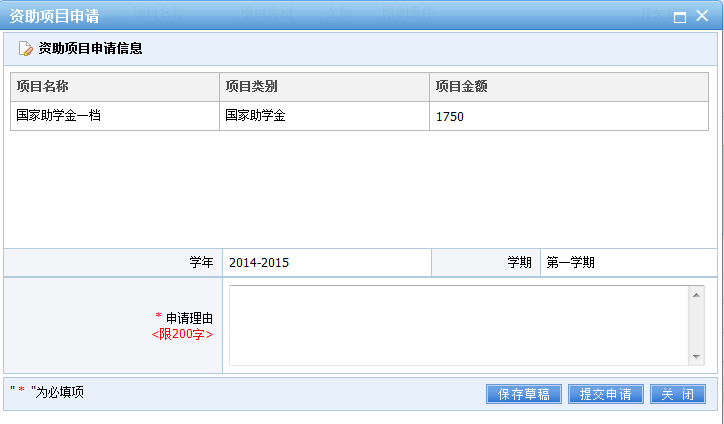 资助项目申请
资助项目申请信息
项目名称 项目类别 项目金额
国家助学金一档 国家助学金 1750
学年 2014-2015 学期 第一学期
* 申请理由
<限200字>
" * "为必填项 保存草稿 提交申请 关 闭